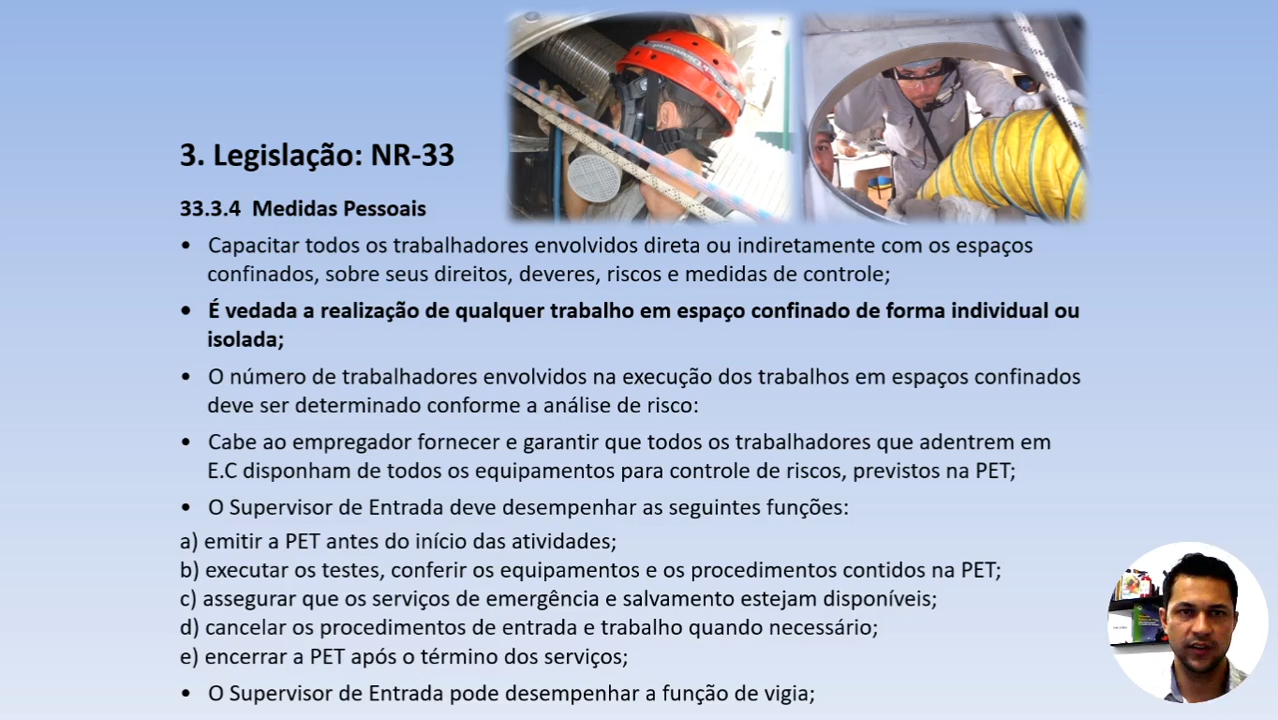 3. Legislação: NR-33
33.3.4 Medidas Pessoais
• Capacitar todos os trabalhadores envolvidos direta ou indiretamente com os espaços
confinados, sobre seus direitos, deveres, riscos e medidas de controle;
• É vedada a realização de qualquer trabalho em espaço confinado de forma individual ou
isolada;
• O número de trabalhadores envolvidos na execução dos trabalhos em espaços confinados
deve ser determinado conforme a análise de risco:
• Cabe ao empregador fornecer e garantir que todos os trabalhadores que adentrem em
E.C disponham de todos os equipamentos para controle de riscos, previstos na PET;
• O Supervisor de Entrada deve desempenhar as seguintes funções:
a) emitir a PET antes do início das atividades;
b) executar os testes, conferir os equipamentos e os procedimentos contidos na PET;
c) assegurar que os serviços de emergência e salvamento estejam disponíveis;
d) cancelar os procedimentos de entrada e trabalho quando necessário;
e) encerrar a PET após o término dos serviços;
• O Supervisor de Entrada pode desempenhar a função de vigia;